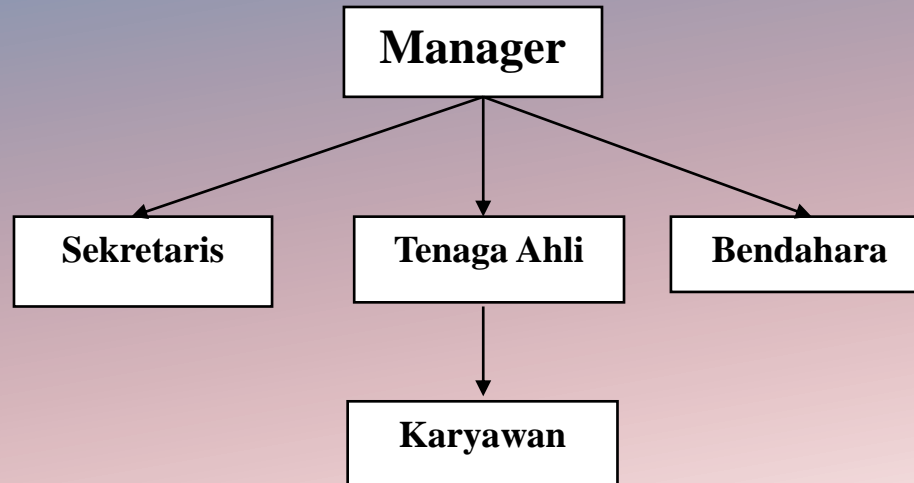 Manager
Sekretaris
Tenaga Ahli
Bendahara
Karyawan